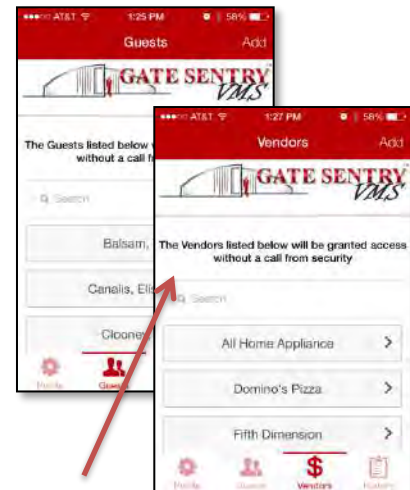 AT&T 1:25 PM 58%
Guests Add
GATE SENTRY
VMS
The Guests listed below
without a call
Search
Balsam,
Canalis, Elis
Clooney
Profile Guests
AT&T 1:27 PM 58%
Vendors Add
GATE SENTRY
VMS
The Vendors listed below will be granted access
without a call from security
Search
All Home Appliance >
Domino's Pizza >
Fifth Dimension >
$
Profile Guests Vendors History